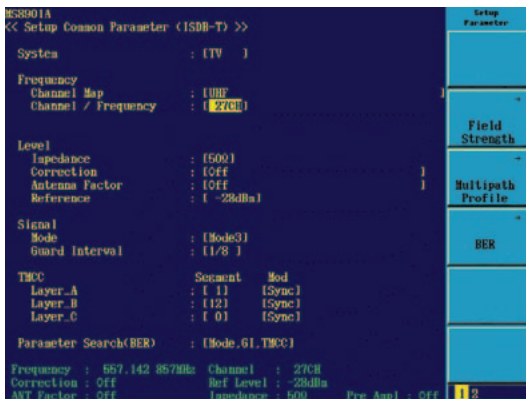 MS8901A
<< Setup Common Parameter (ISDB-T) >>
System : [TV ]
Frequency
Channel Map : [UHF ]
Channel / Frequency : [ 27CH]
Level
Impedance : [50Ω]
Correction : [Off ]
Antenna Factor : [Off ]
Reference : [ -28dBm]
Signal
Mode : [Mode3]
Guard Interval : [1/8 ]
TMCC Segment Mod
Layer_A : [ 1] [Sync]
Layer_B : [12] [Sync]
Layer_C : [ 0] [Sync]
Parameter Search(BER) : [Mode,GI,TMCC]
Frequency : 557.142 857MHz Channel : 27CH
Correction : Off Ref Level : -28dBm
ANT Factor : Off Impedance : 50Ω Pre Ampl : Off
Setup
Parameter
→
Field
Strength
→
Multipath
Profile
→
BER
1 2